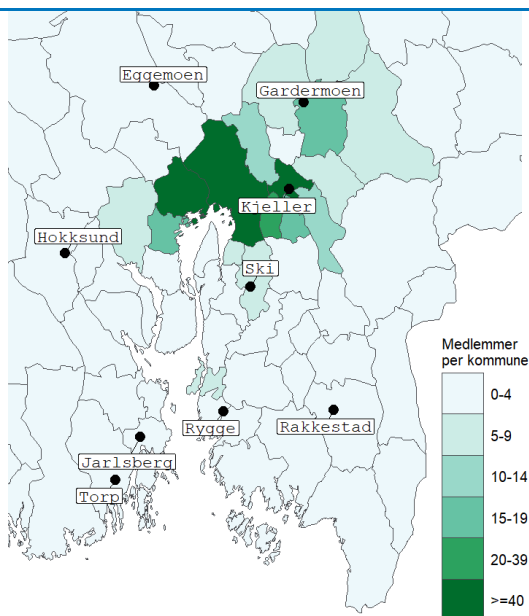 Eggemoen
Gardermoen
Kjeller
Hokksund
Ski
Medlemmer
per kommune
0-4
5-9
10-14
15-19
20-39
>=40
Rygge
Rakkestad
Jarlsberg
Torp